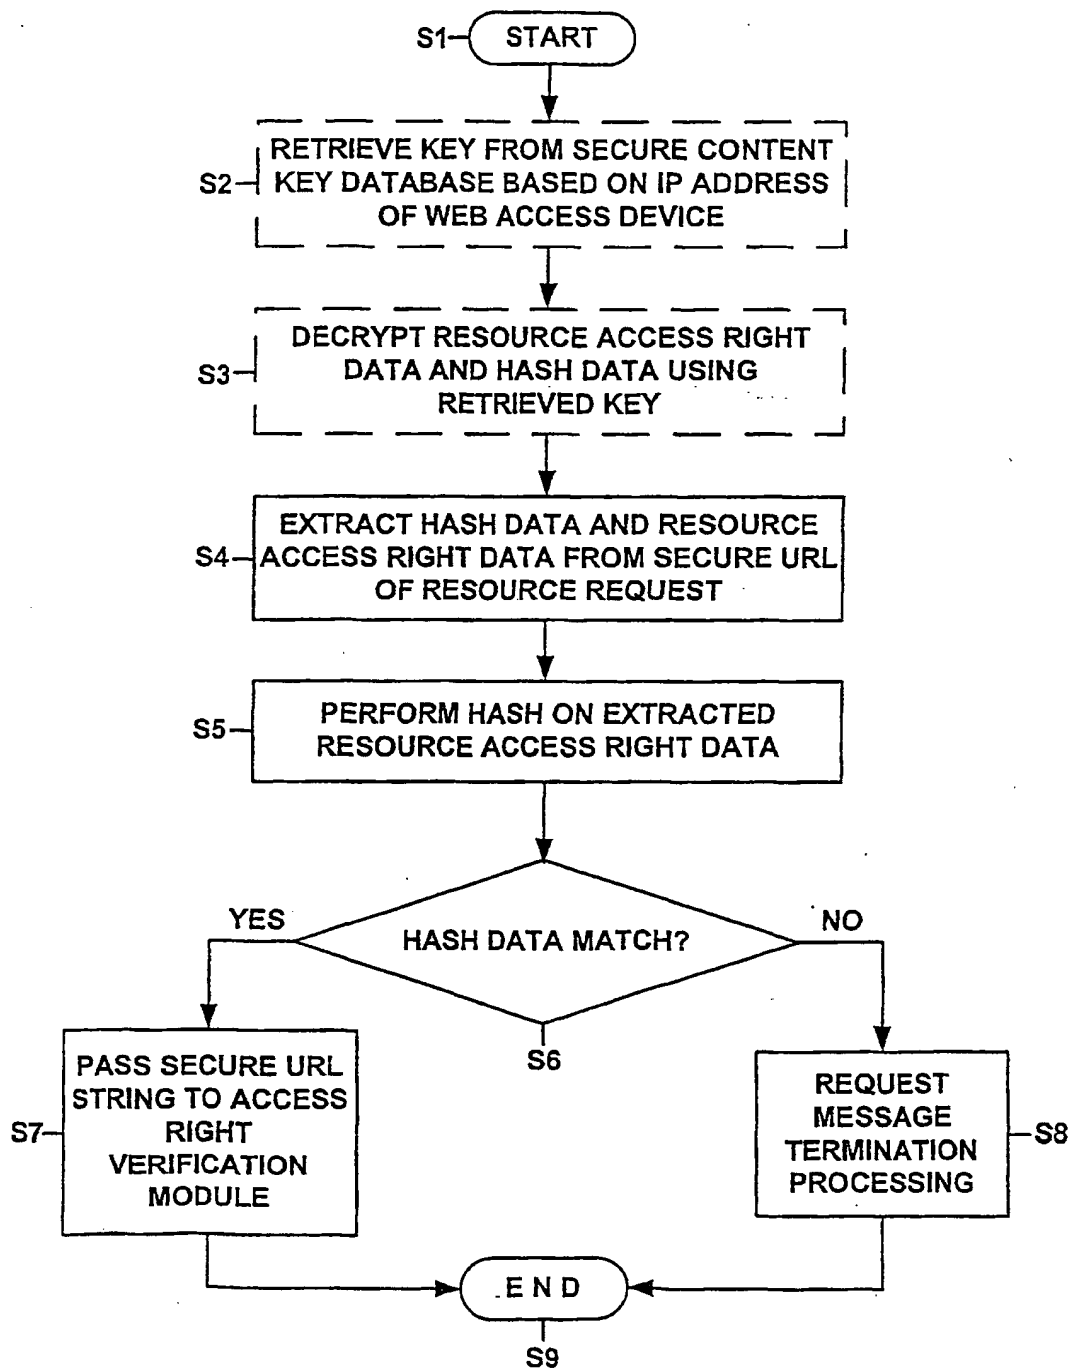 S1
START
RETRIEVE KEY FROM SECURE CONTENT
KEY DATABASE BASED ON IP ADDRESS
OF WEB ACCESS DEVICE
S2
DECRYPT RESOURCE ACCESS RIGHT
DATA AND HASH DATA USING
RETRIEVED KEY
S3
EXTRACT HASH DATA AND RESOURCE
ACCESS RIGHT DATA FROM SECURE URL
OF RESOURCE REQUEST
S4
PERFORM HASH ON EXTRACTED
RESOURCE ACCESS RIGHT DATA
S5
YES
HASH DATA MATCH?
NO
S6
PASS SECURE URL
STRING TO ACCESS
RIGHT
VERIFICATION
MODULE
S7
REQUEST
MESSAGE
TERMINATION
PROCESSING
S8
END
S9